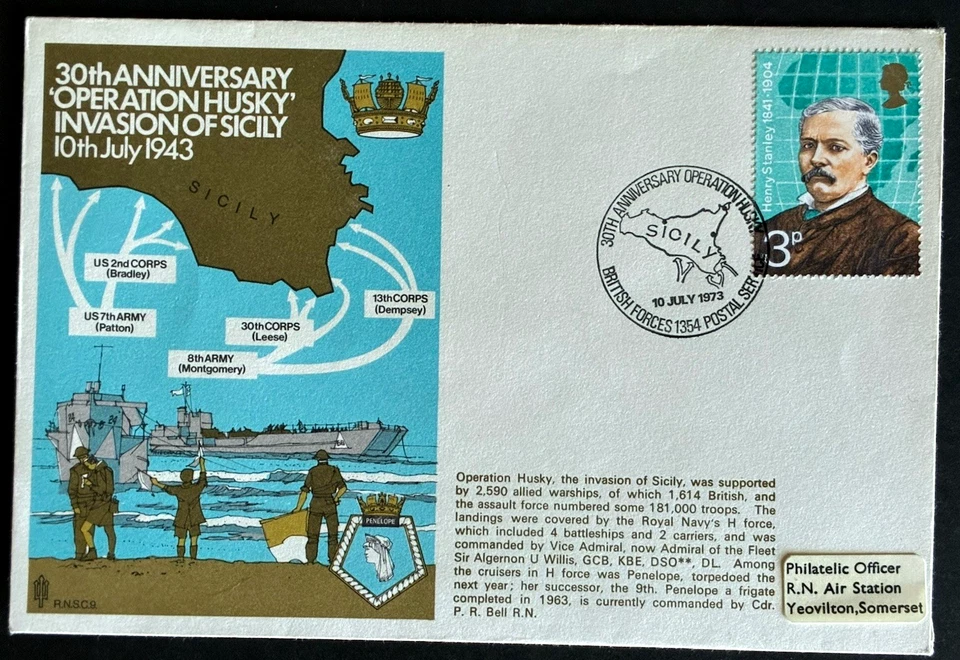 30th ANNIVERSARY
'OPERATION HUSKY'
INVASION OF SICILY
10th July 1943
SICILY
US 2nd CORPS
(Bradley)
US 7th ARMY
(Patton)
13th CORPS
(Dempsey)
30th CORPS
(Leese)
8th ARMY
(Montgomery)
PENELOPE
R.N.S.C.9.
30TH ANNIVERSARY OPERATION HUSKY
SICILY
10 JULY 1973
BRITISH FORCES 1354 POSTAL SERVICE
Henry Stanley 1841-1904
3p
Operation Husky, the invasion of Sicily, was supported
by 2,590 allied warships, of which 1,614 British, and
the assault force numbered some 181,000 troops. The
landings were covered by the Royal Navy's H force,
which included 4 battleships and 2 carriers, and was
commanded by Vice Admiral, now Admiral of the Fleet
Sir Algernon U Willis, GCB, KBE, DSO**, DL. Among
the cruisers in H force was Penelope, torpedoed the
next year; her successor, the 9th. Penelope a frigate
completed in 1963, is currently commanded by Cdr.
P. R. Bell R.N.
Philatelic Officer
R.N. Air Station
Yeovilton,Somerset